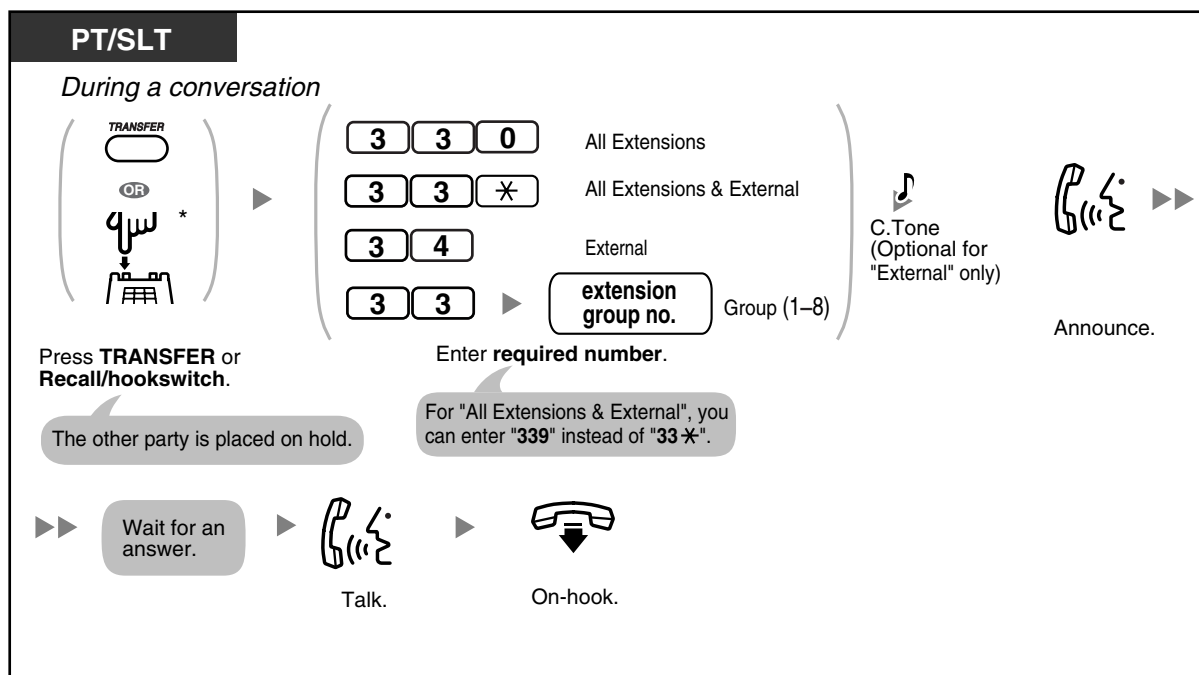 PT/SLT
During a conversation
TRANSFER
OR
*
3 3 0 All Extensions
3 3 * All Extensions & External
3 4 External
3 3 extension group no. Group (1–8)
C.Tone
(Optional for
"External" only)
Press TRANSFER or
Recall/hookswitch.
The other party is placed on hold.
Enter required number.
For "All Extensions & External", you
can enter "339" instead of "33*".
Announce.
Wait for an
answer.
Talk.
On-hook.